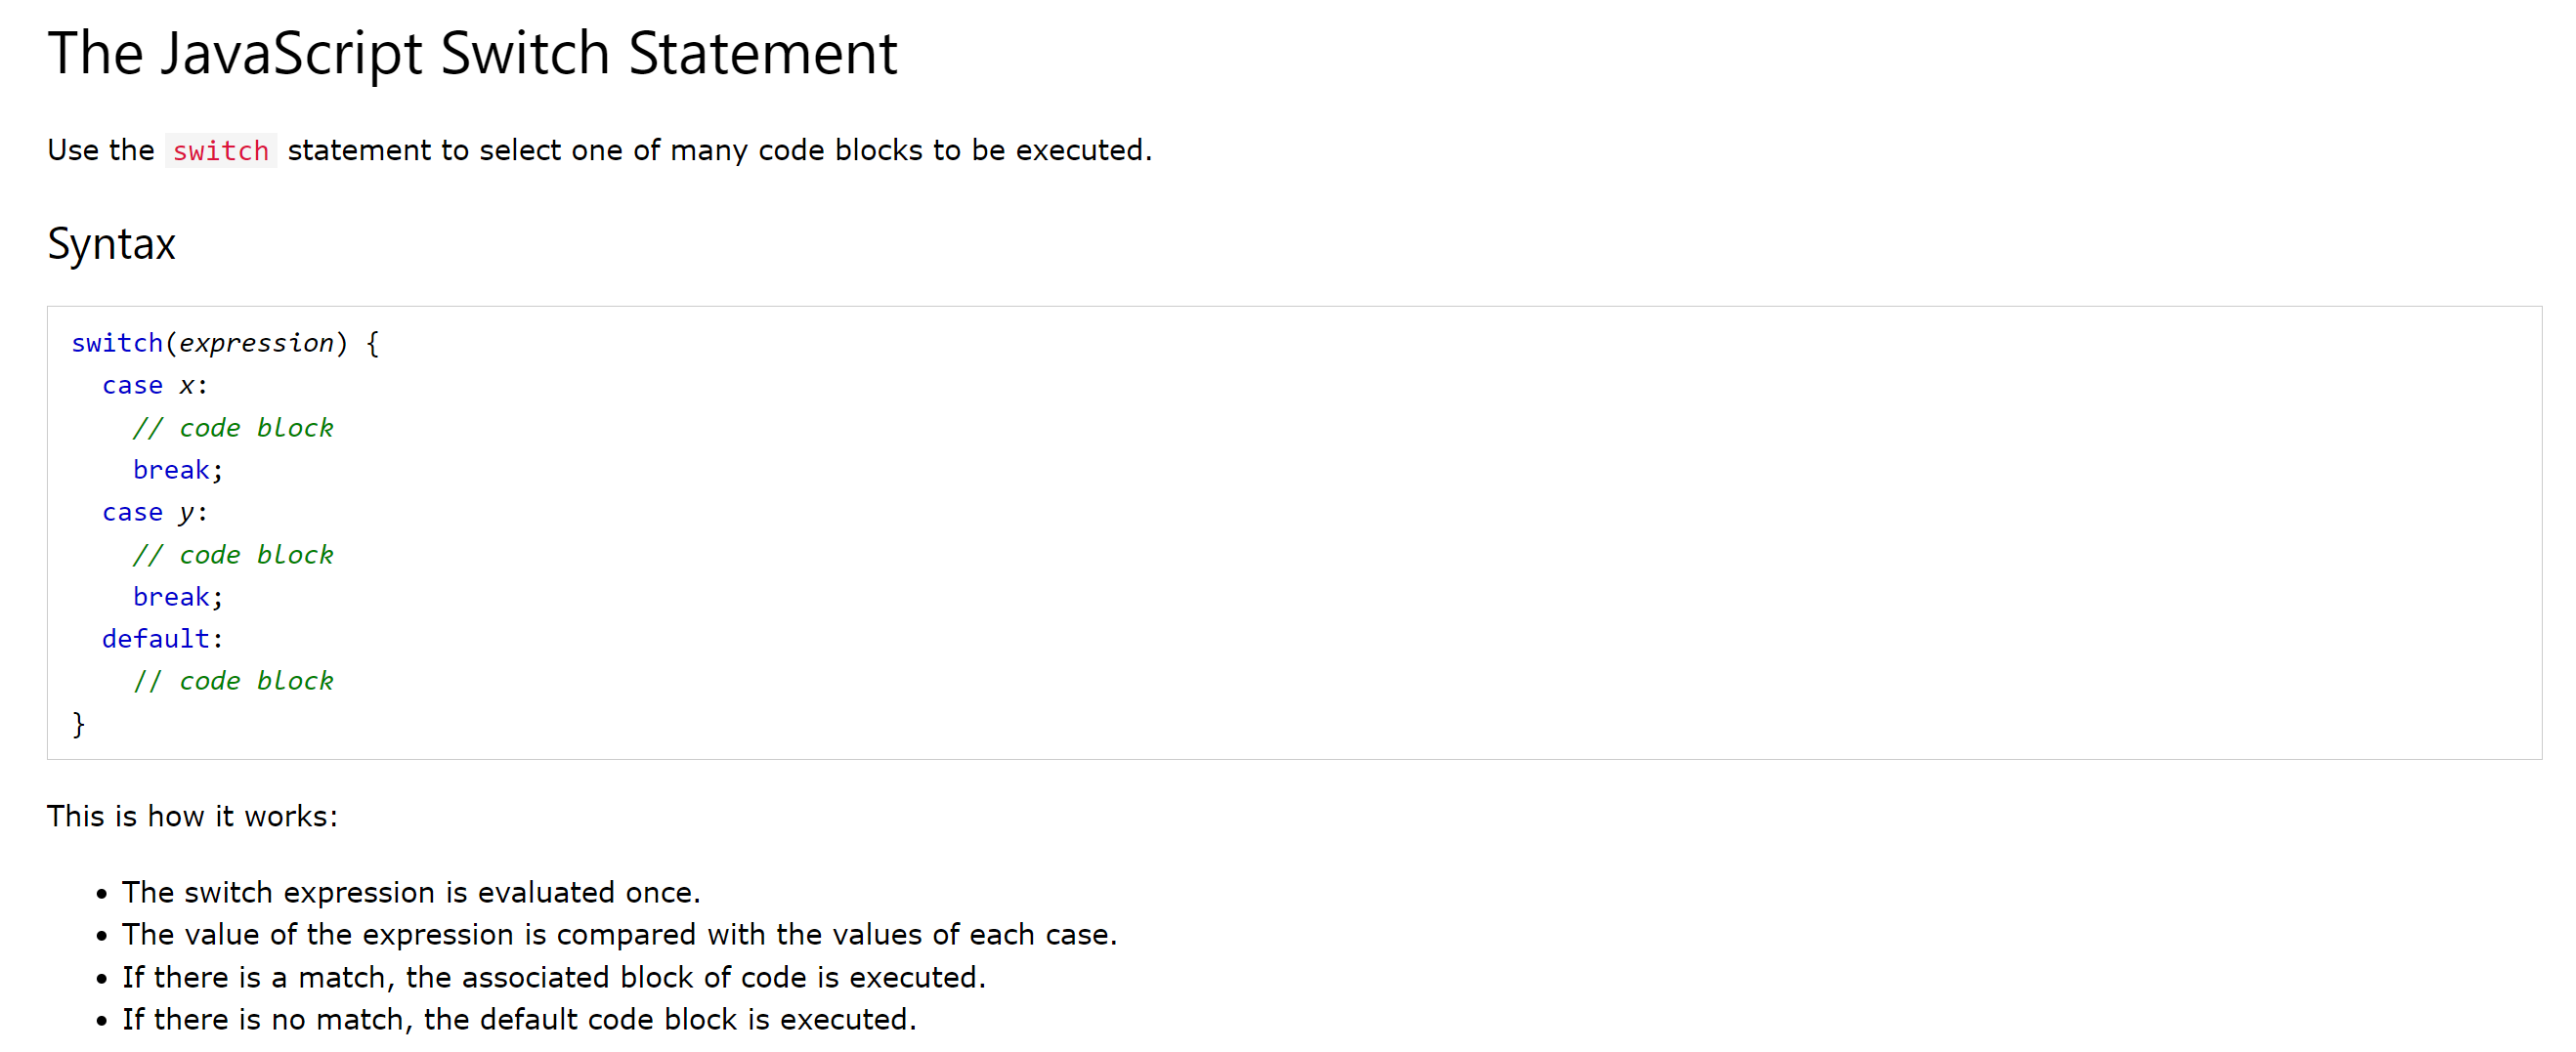 The JavaScript Switch Statement
Use the switch statement to select one of many code blocks to be executed.
Syntax
switch(expression) {
  case x:
    // code block
    break;
  case y:
    // code block
    break;
  default:
    // code block
}
This is how it works:
• The switch expression is evaluated once.
• The value of the expression is compared with the values of each case.
• If there is a match, the associated block of code is executed.
• If there is no match, the default code block is executed.